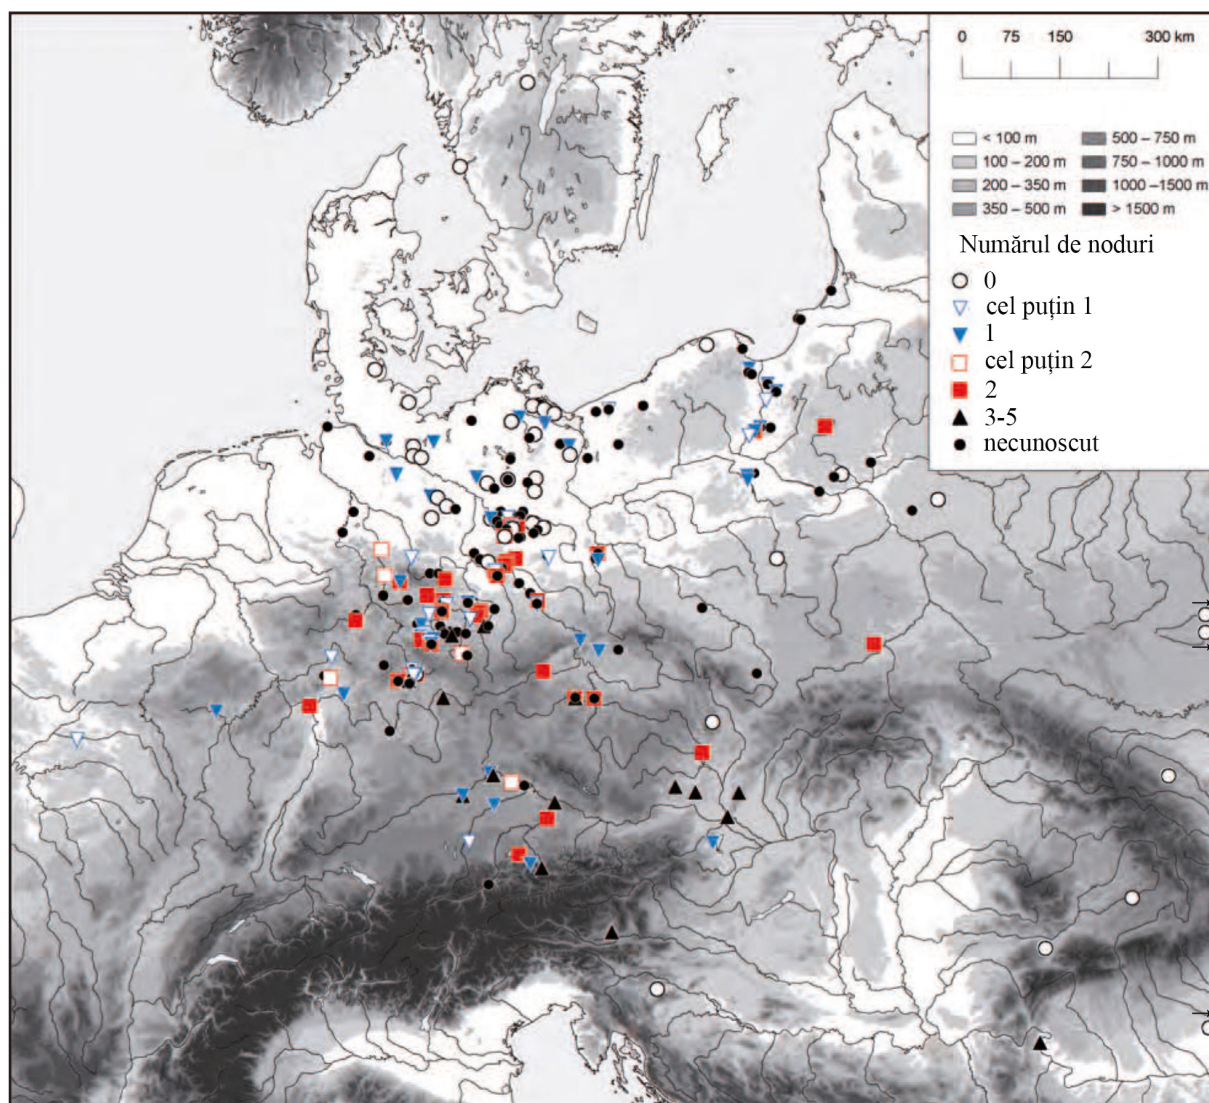 0 75 150 300 km
< 100 m 500 – 750 m
100 – 200 m 750 – 1000 m
200 – 350 m 1000 –1500 m
350 – 500 m > 1500 m
Numărul de noduri
0
cel puțin 1
1
cel puțin 2
2
3-5
necunoscut